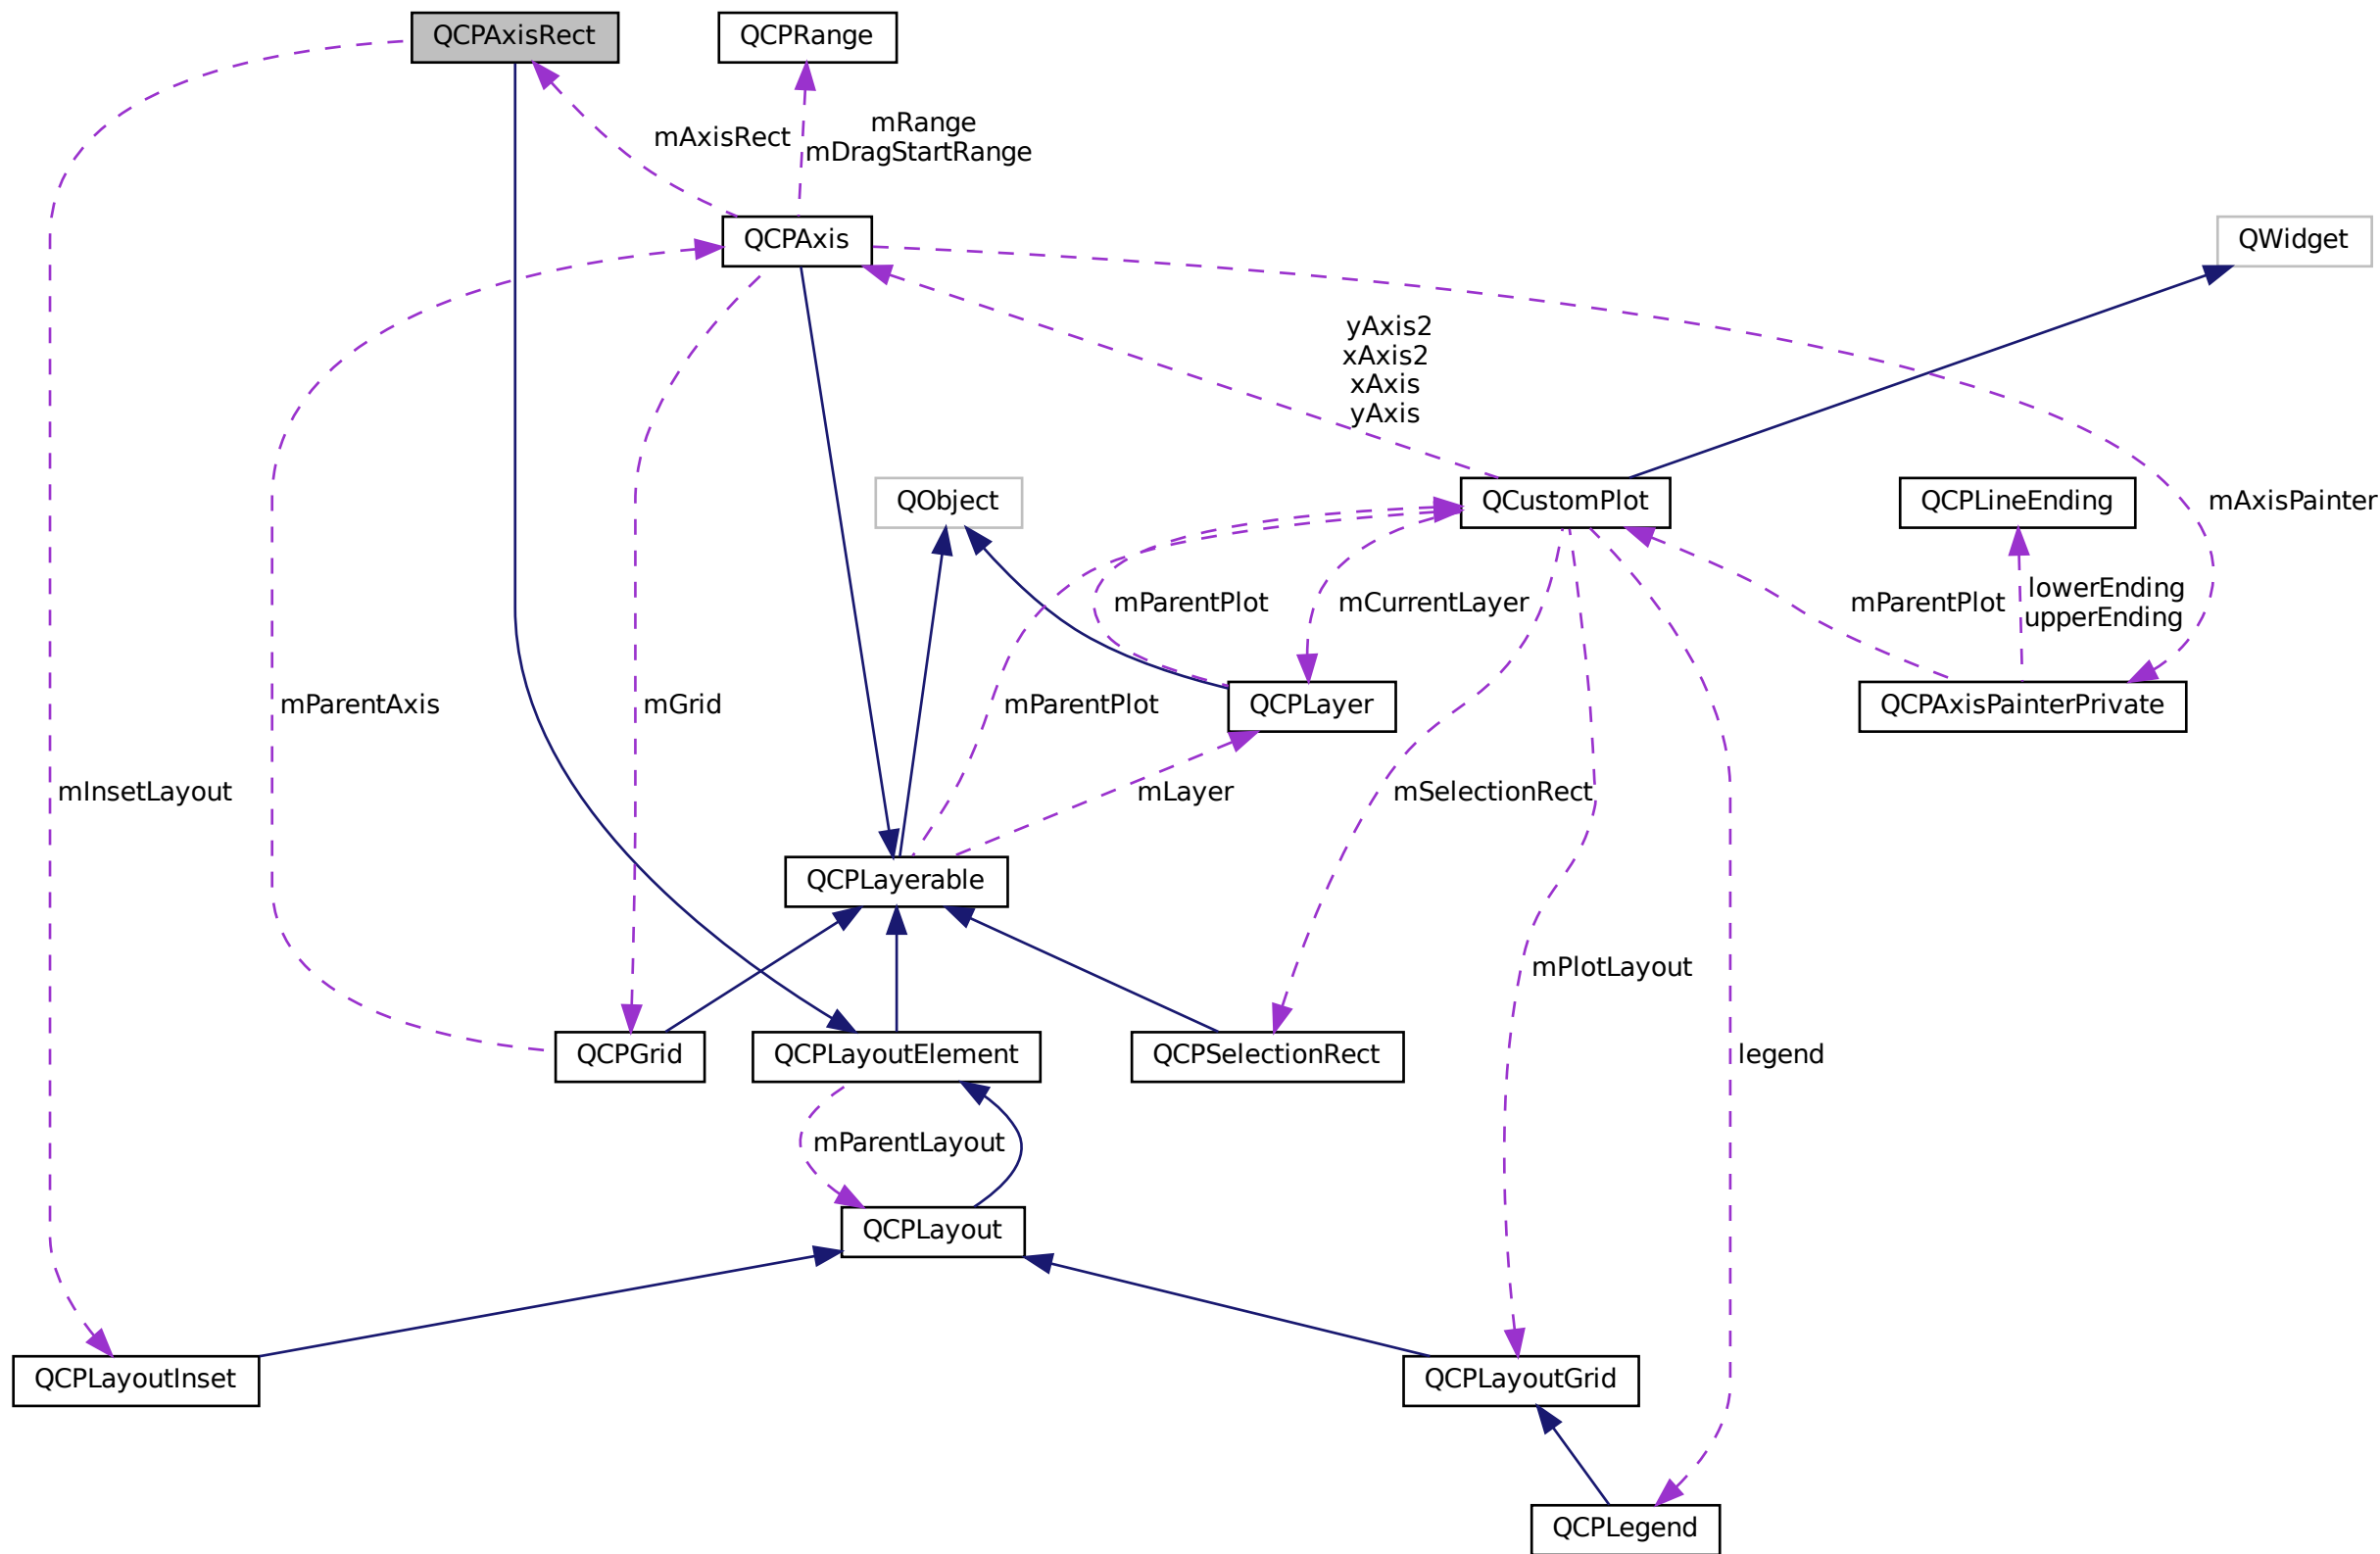 QCPAxisRect
QCPRange
mAxisRect
mRange
mDragStartRange
QCPAxis
QWidget
yAxis2
xAxis2
xAxis
yAxis
QObject
QCustomPlot
QCPLineEnding
mAxisPainter
mParentPlot
mCurrentLayer
mParentPlot
lowerEnding
upperEnding
mParentAxis
mGrid
mParentPlot
QCPLayer
QCPAxisPainterPrivate
mInsetLayout
mLayer
mSelectionRect
QCPLayerable
mPlotLayout
QCPGrid
QCPLayoutElement
QCPSelectionRect
legend
mParentLayout
QCPLayout
QCPLayoutInset
QCPLayoutGrid
QCPLegend